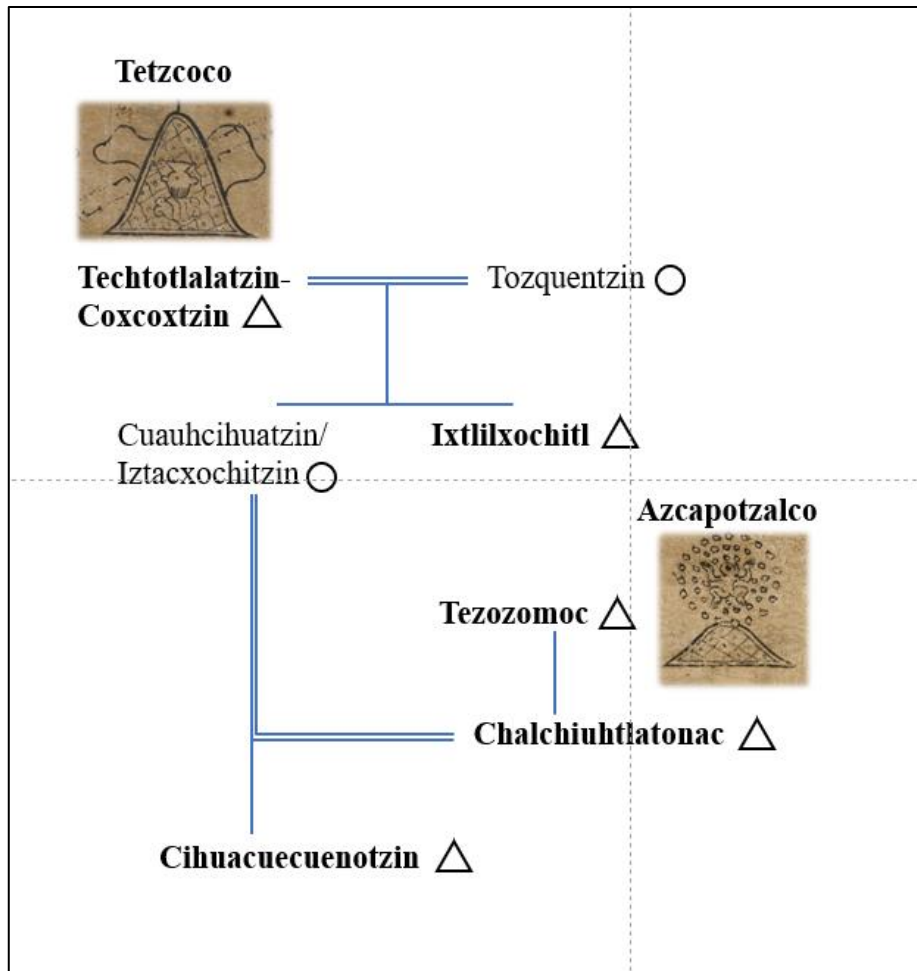 Tetzcoco
Techtotlalatzin-
Coxcoxtzin
Tozquentzin
Cuauhcihuatzin/
Iztacxochitzin
Ixtlilxochitl
Azcapotzalco
Tezozomoc
Chalchiuhtlatonac
Cihuacuecuenotzin